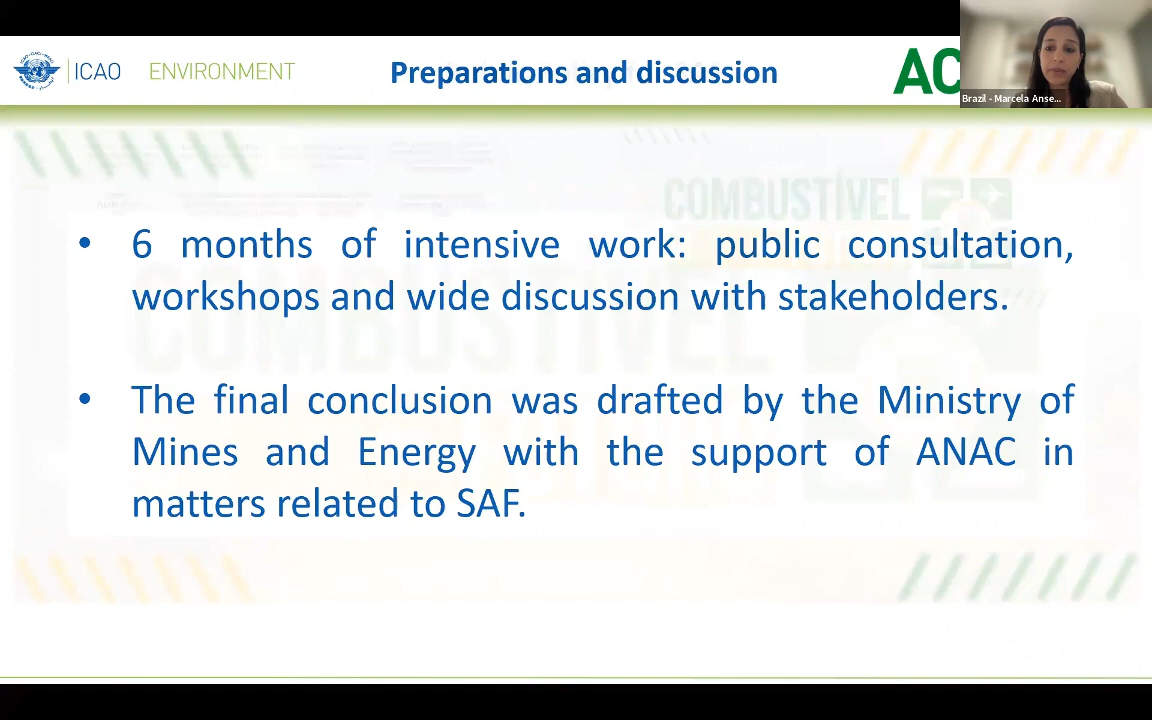 ICAO
ENVIRONMENT
Preparations and discussion
AC
Brazil - Marcela Anse...
COMBUSTÍVEL
COMBUSTÍVEL
• 6 months of intensive work: public consultation,
workshops and wide discussion with stakeholders.
• The final conclusion was drafted by the Ministry of
Mines and Energy with the support of ANAC in
matters related to SAF.